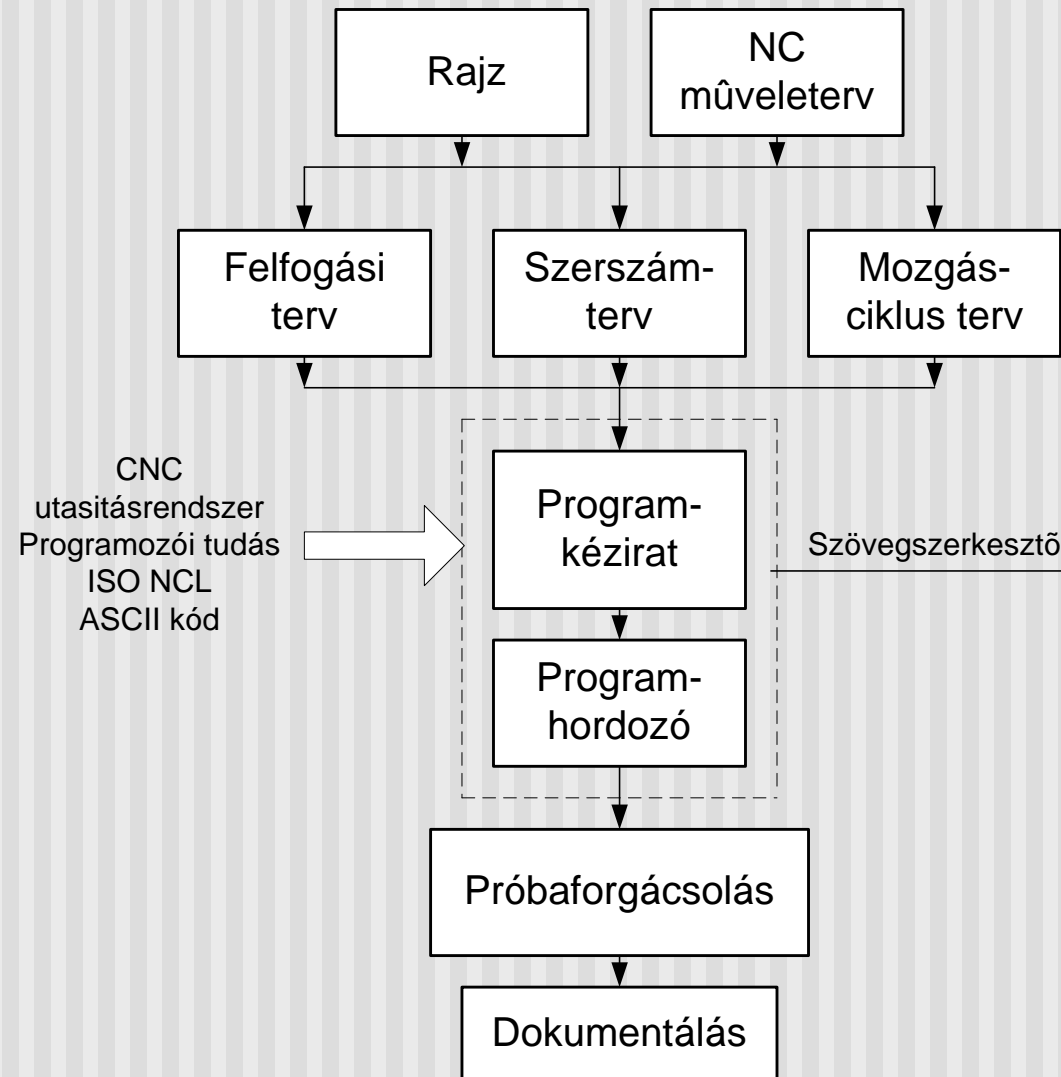 Rajz
NC
mûveleterv
Felfogási
terv
Szerszám-
terv
Mozgás-
ciklus terv
CNC
utasitásrendszer
Programozói tudás
ISO NCL
ASCII kód
Program-
kézirat
Szövegszerkesztõ
Program-
hordozó
Próbaforgácsolás
Dokumentálás